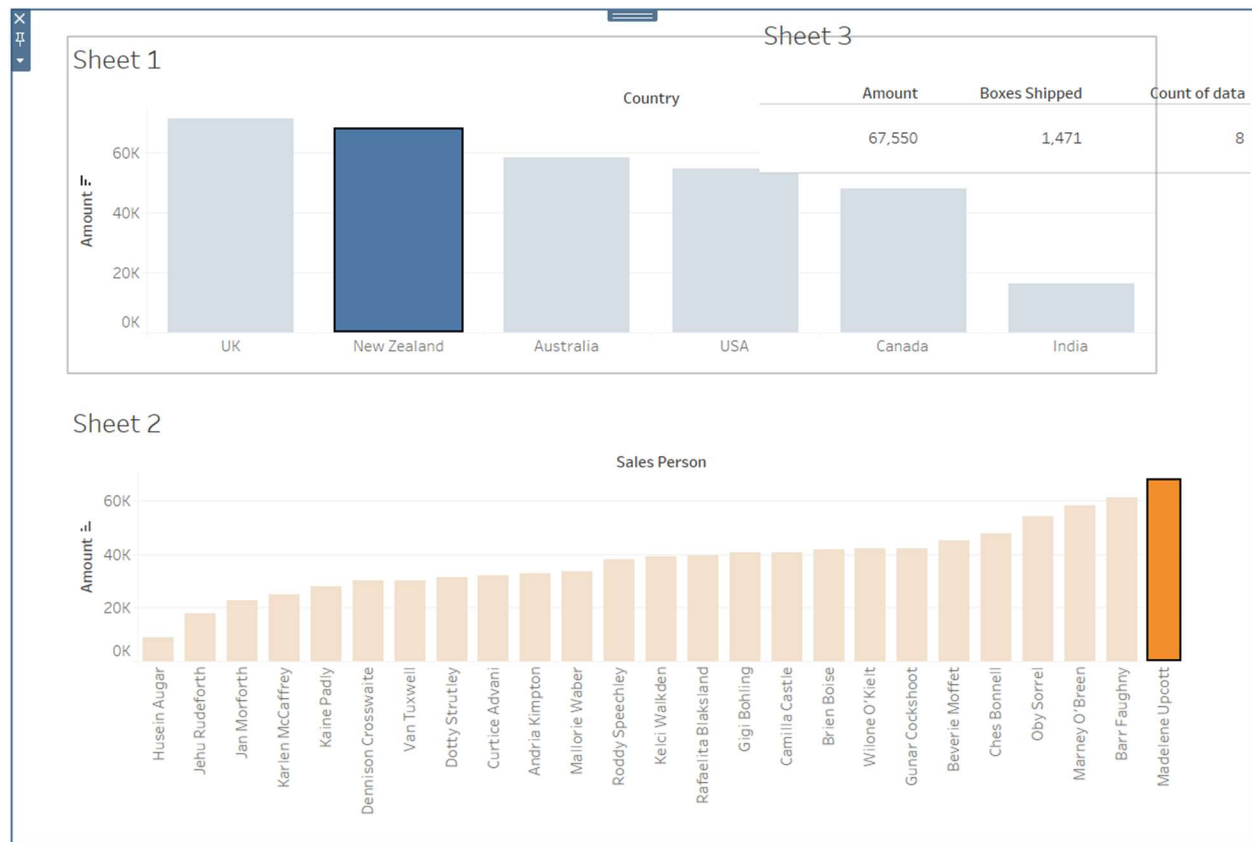 Sheet 3
Sheet 1
Country
Amount Boxes Shipped Count of data
67,550 1,471 8
Amount
60K
40K
20K
0K
UK New Zealand Australia USA Canada India
Sheet 2
Sales Person
Amount
60K
40K
20K
0K
Husein Augar
Jehu Rudeforth
Jan Morforth
Karlen McCaffrey
Kaine Padly
Dennison Crosswaite
Van Tuxwell
Dotty Strutley
Curtice Advani
Andria Kimpton
Mallorie Waber
Roddy Speechley
Kelci Walkden
Rafaelita Blaksland
Gigi Bohling
Camilla Castle
Brien Boise
Wilone O’Kielt
Gunar Cockshoot
Beverie Moffet
Ches Bonnell
Oby Sorrel
Marney O’Breen
Barr Faughny
Madelene Upcott